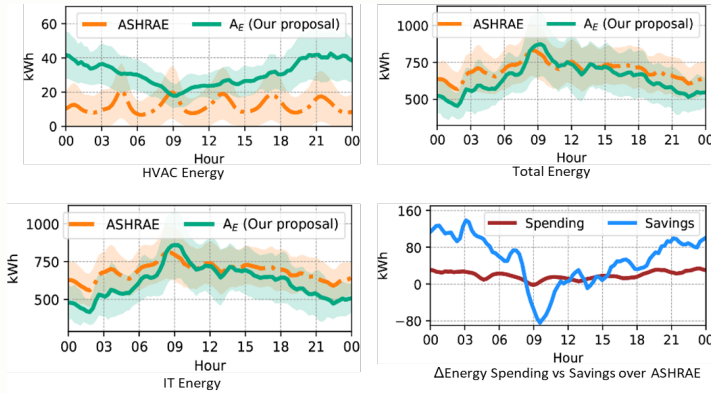 ASHRAE A_E (Our proposal)
60
40
20
0
kWh
00 03 06 09 12 15 18 21 00
Hour
HVAC Energy
ASHRAE A_E (Our proposal)
1000
750
500
kWh
00 03 06 09 12 15 18 21 00
Hour
Total Energy
ASHRAE A_E (Our proposal)
1000
750
500
kWh
00 03 06 09 12 15 18 21 00
Hour
IT Energy
Spending Savings
160
80
0
−80
kWh
00 03 06 09 12 15 18 21 00
Hour
ΔEnergy Spending vs Savings over ASHRAE